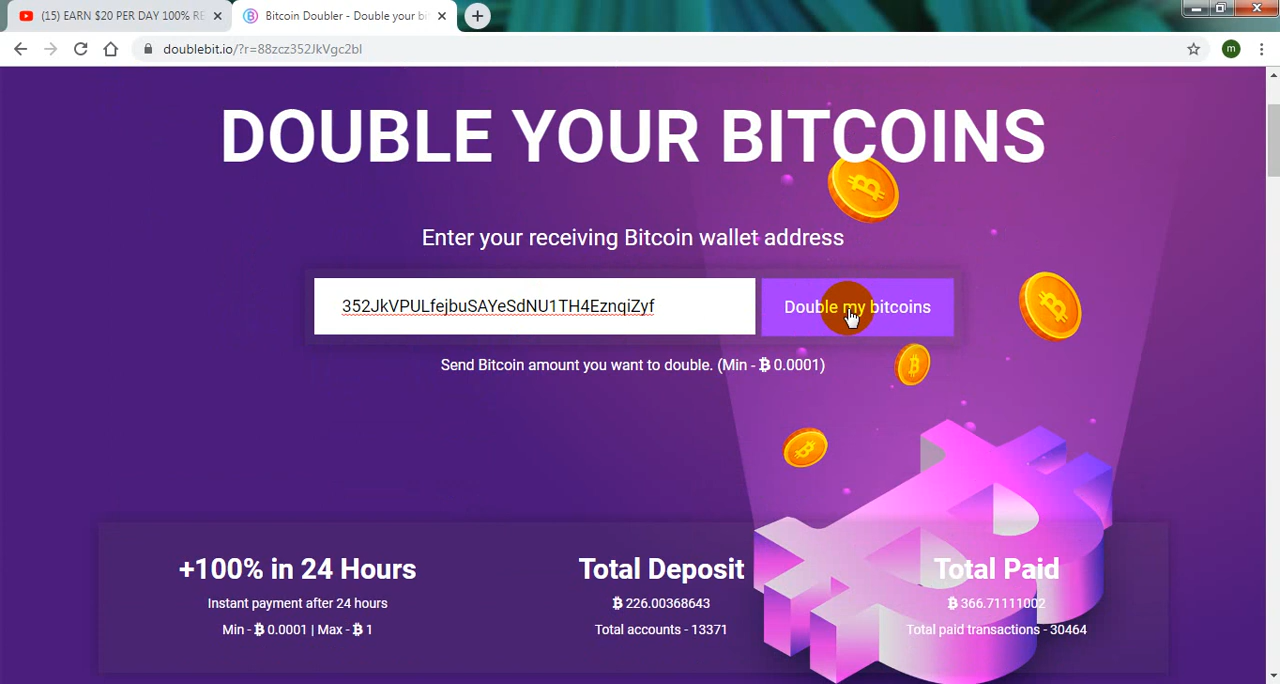 (15) EARN $20 PER DAY 100% RE
Bitcoin Doubler - Double your bi
doublebit.io/?r=88zcz352JkVgc2bl
m
DOUBLE YOUR BITCOINS
Enter your receiving Bitcoin wallet address
352JkVPULfejbuSAYeSdNU1TH4EznqiZyf
Double my bitcoins
Send Bitcoin amount you want to double. (Min - ₿ 0.0001)
+100% in 24 Hours
Instant payment after 24 hours
Min - ₿ 0.0001 | Max - ₿ 1
Total Deposit
₿ 226.00368643
Total accounts - 13371
Total Paid
₿ 366.71111002
Total paid transactions - 30464